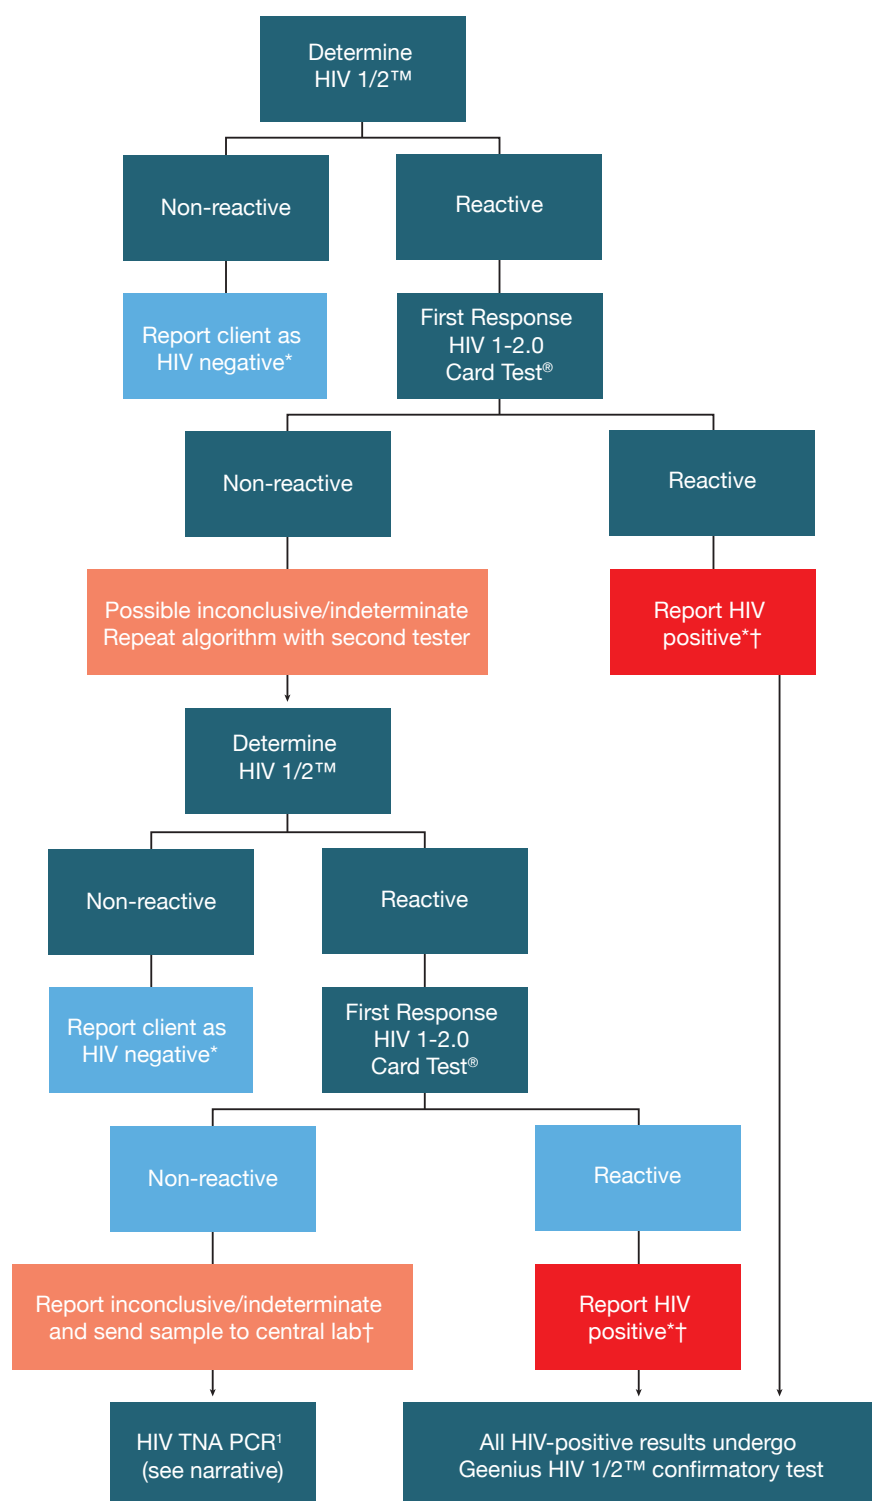 Determine
HIV 1/2™
Non-reactive
Reactive
Report client as
HIV negative*
First Response
HIV 1-2.0
Card Test®
Non-reactive
Reactive
Possible inconclusive/indeterminate
Repeat algorithm with second tester
Report HIV
positive*†
Determine
HIV 1/2™
Non-reactive
Reactive
Report client as
HIV negative*
First Response
HIV 1-2.0
Card Test®
Non-reactive
Reactive
Report inconclusive/indeterminate
and send sample to central lab†
Report HIV
positive*†
HIV TNA PCR¹
(see narrative)
All HIV-positive results undergo
Geenius HIV 1/2™ confirmatory test